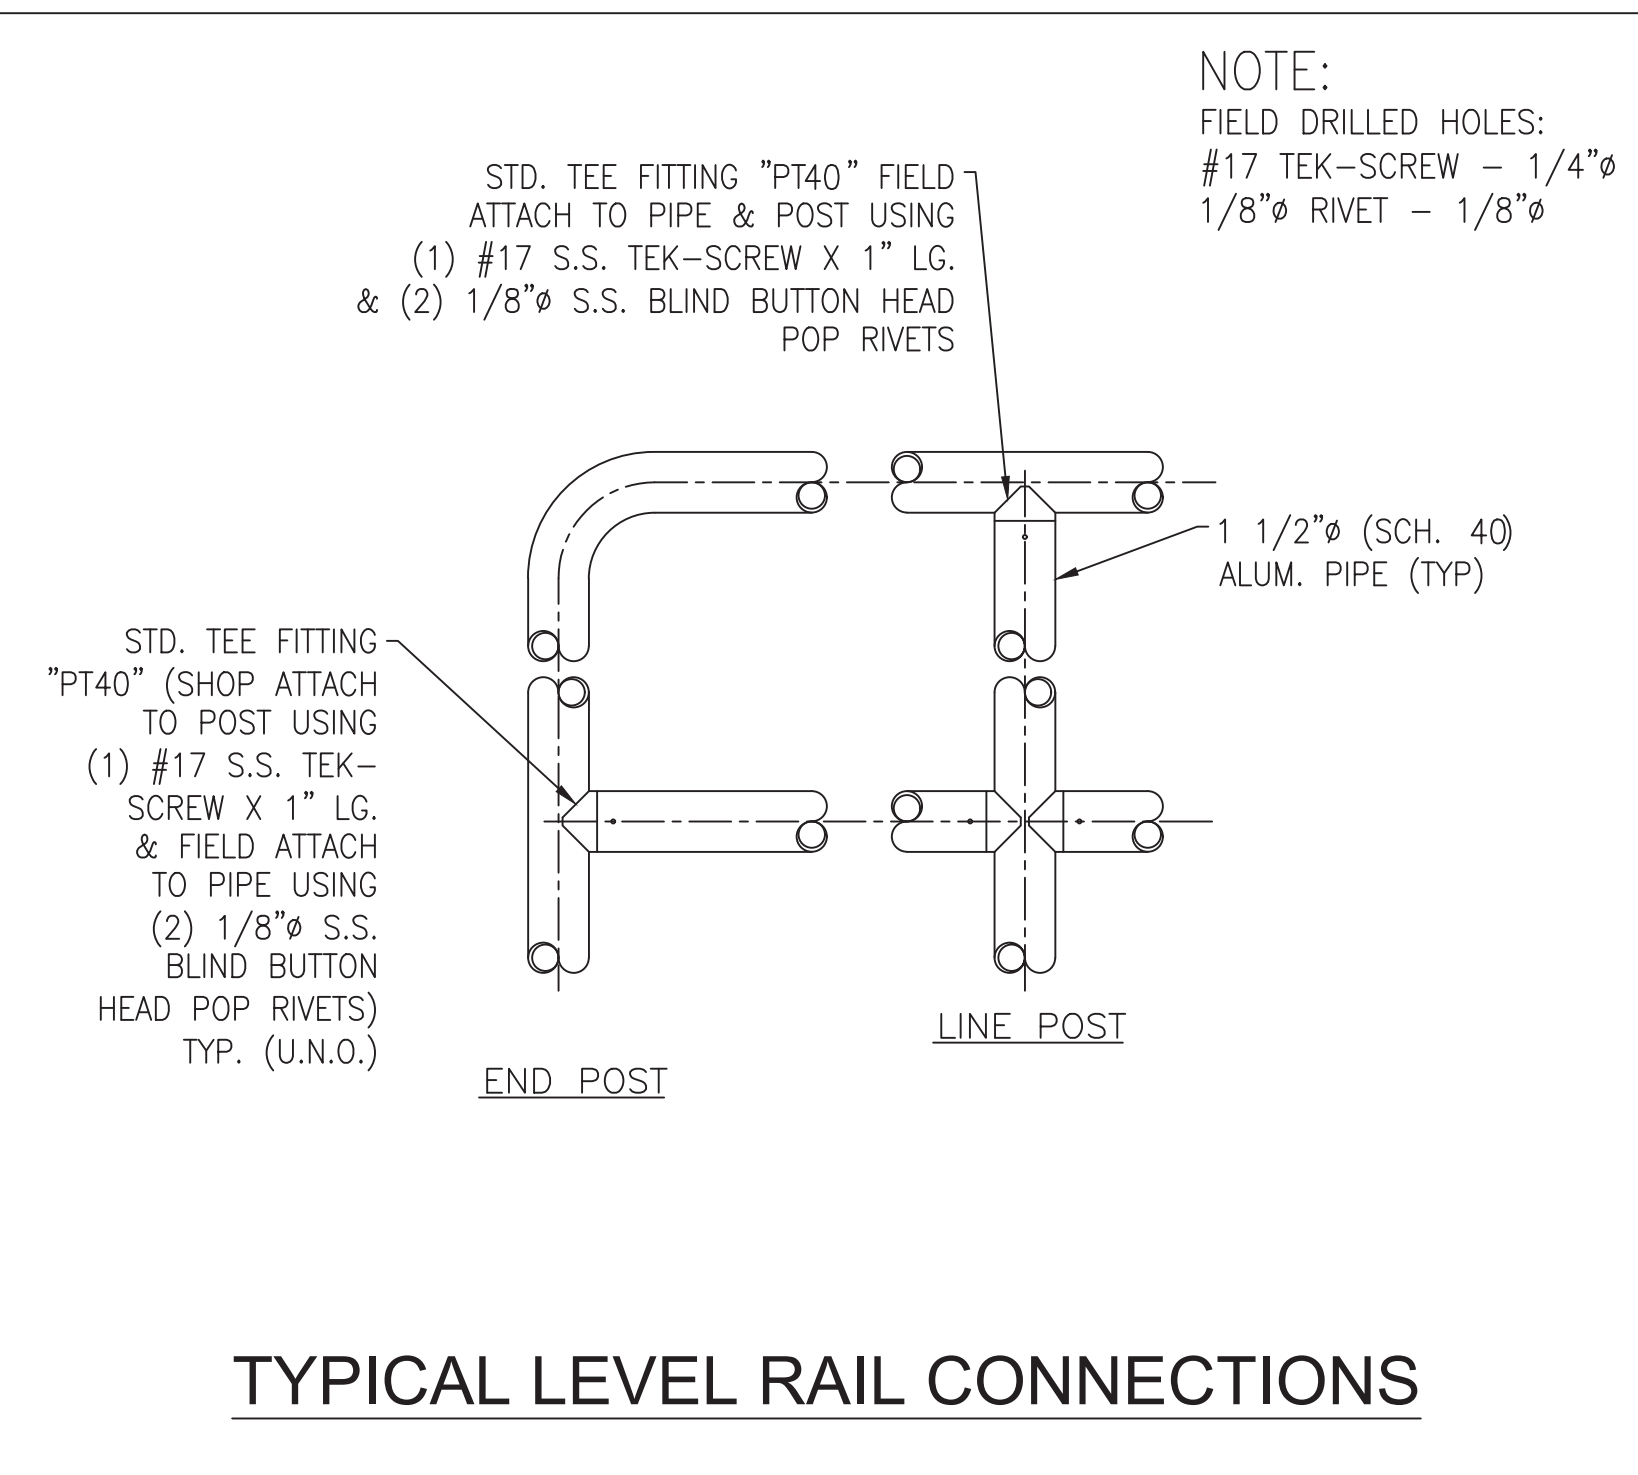 NOTE:
FIELD DRILLED HOLES:
#17 TEK-SCREW - 1/4"ø
1/8"ø RIVET - 1/8"ø
STD. TEE FITTING "PT40" FIELD
ATTACH TO PIPE & POST USING
(1) #17 S.S. TEK-SCREW X 1" LG.
& (2) 1/8"ø S.S. BLIND BUTTON HEAD
POP RIVETS
1 1/2"ø (SCH. 40)
ALUM. PIPE (TYP)
STD. TEE FITTING
"PT40" (SHOP ATTACH
TO POST USING
(1) #17 S.S. TEK-
SCREW X 1" LG.
& FIELD ATTACH
TO PIPE USING
(2) 1/8"ø S.S.
BLIND BUTTON
HEAD POP RIVETS)
TYP. (U.N.O.)
LINE POST
END POST
TYPICAL LEVEL RAIL CONNECTIONS